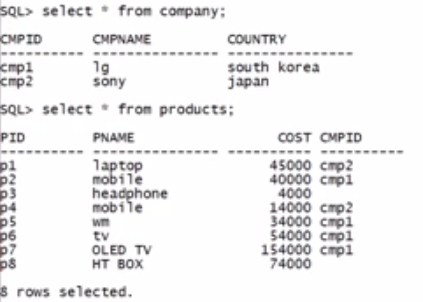 SQL> select * from company;
CMPID CMPNAME COUNTRY
---------- ---------- ---------------
cmp1 lg south korea
cmp2 sony japan
SQL> select * from products;
PID PNAME COST CMPID
---------- --------------- ---------- ----------
p1 laptop 45000 cmp2
p2 mobile 40000 cmp1
p3 headphone 4000
p4 mobile 14000 cmp2
p5 wm 34000 cmp1
p6 tv 54000 cmp1
p7 OLED TV 154000 cmp1
p8 HT BOX 74000
8 rows selected.